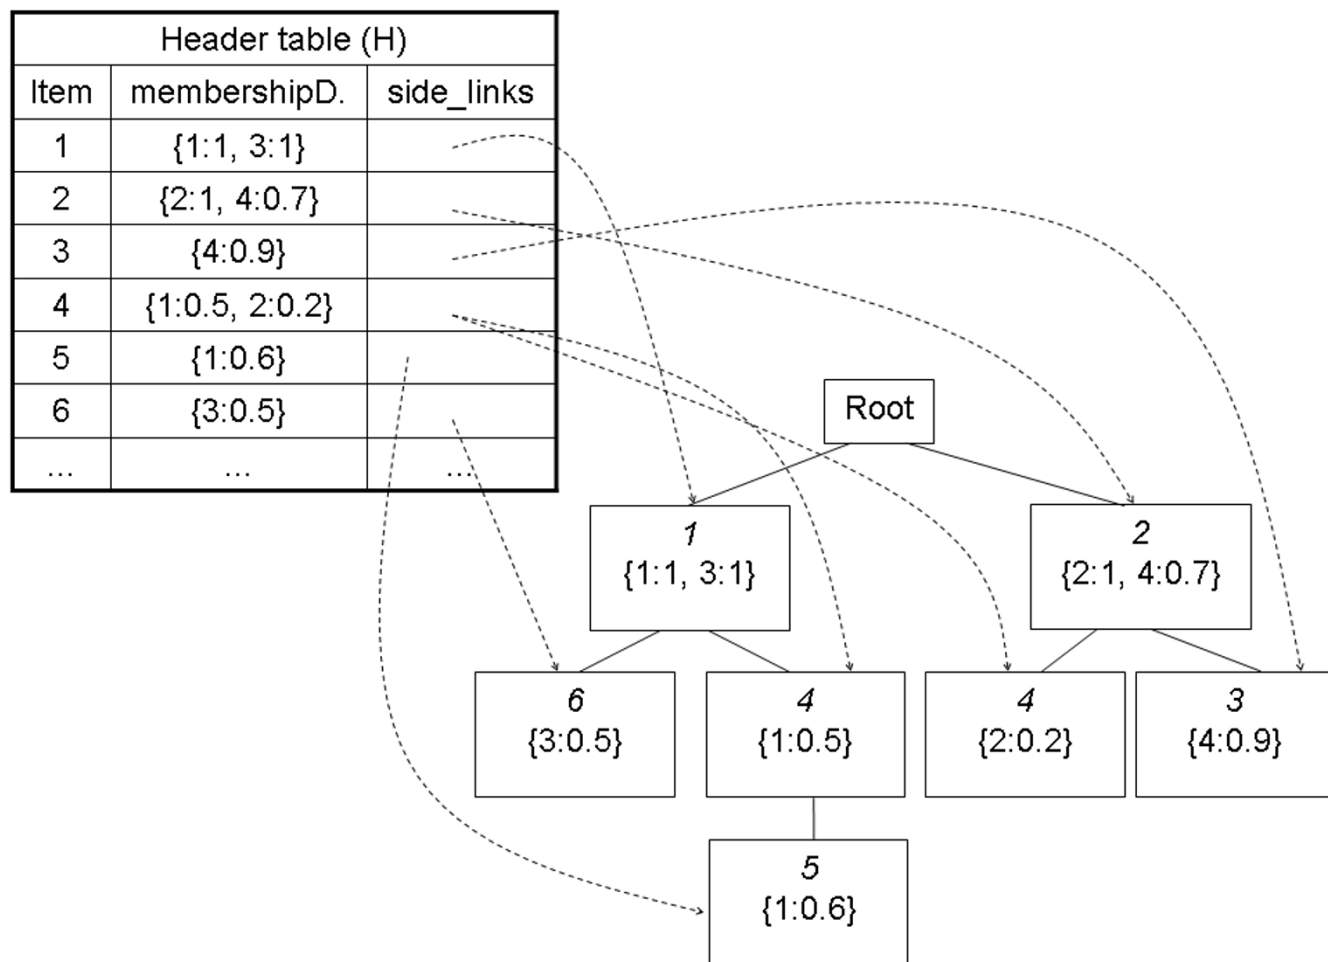 Header table (H)
Item membershipD. side_links
1 {1:1, 3:1}
2 {2:1, 4:0.7}
3 {4:0.9}
4 {1:0.5, 2:0.2}
5 {1:0.6}
6 {3:0.5}
... ... ...
Root
1
{1:1, 3:1}
2
{2:1, 4:0.7}
6
{3:0.5}
4
{1:0.5}
4
{2:0.2}
3
{4:0.9}
5
{1:0.6}